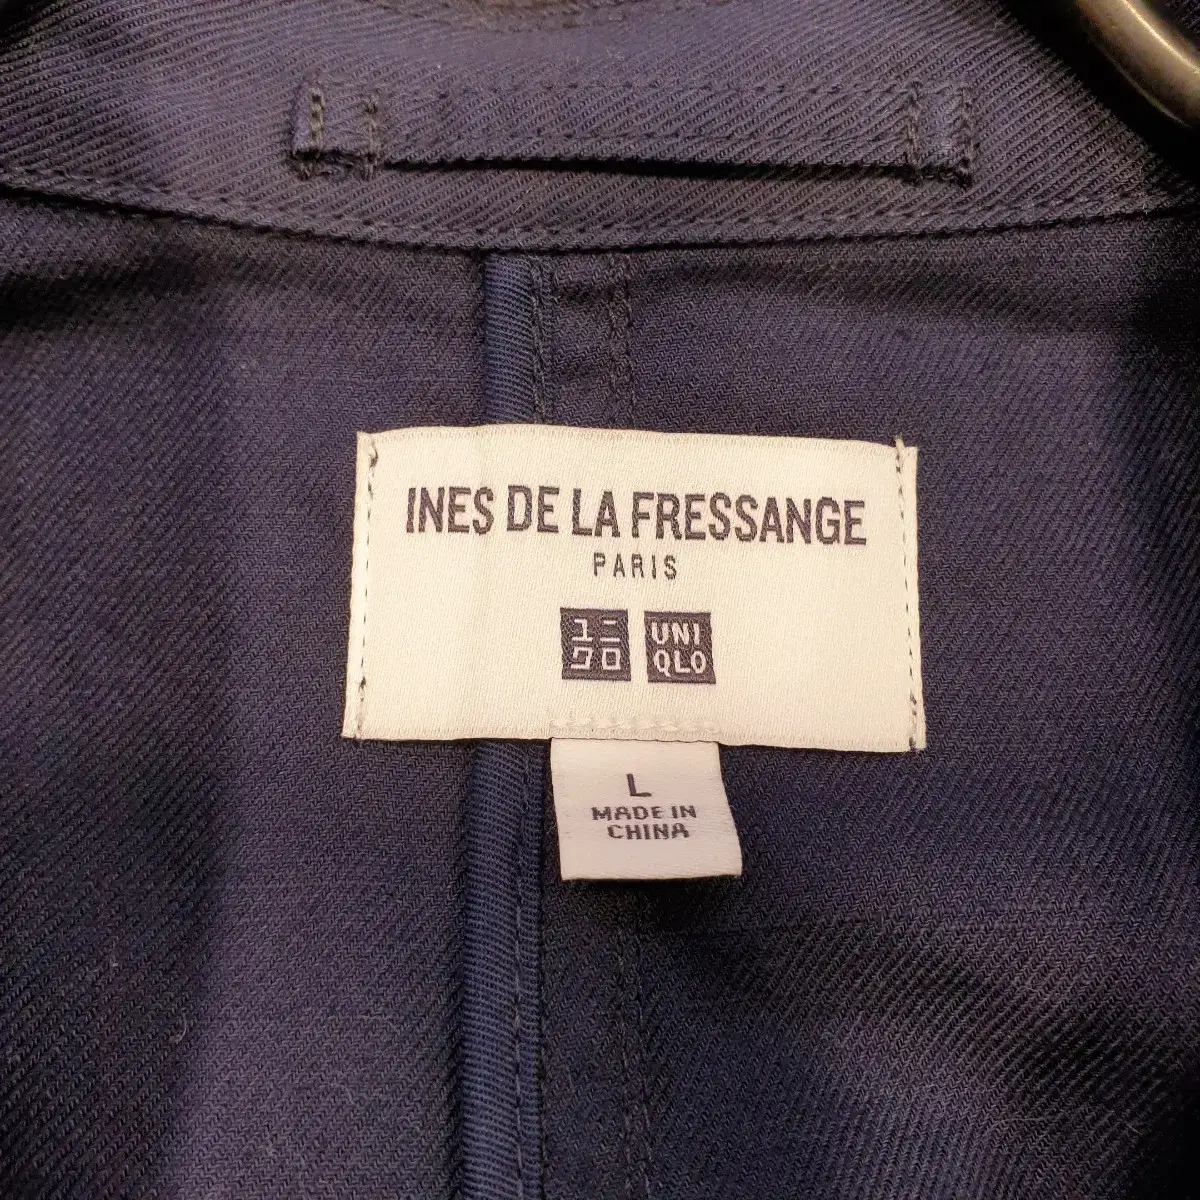 INES DE LA FRESSANGE
PARIS
ユニ UNI
クロ QLO
L
MADE IN
CHINA